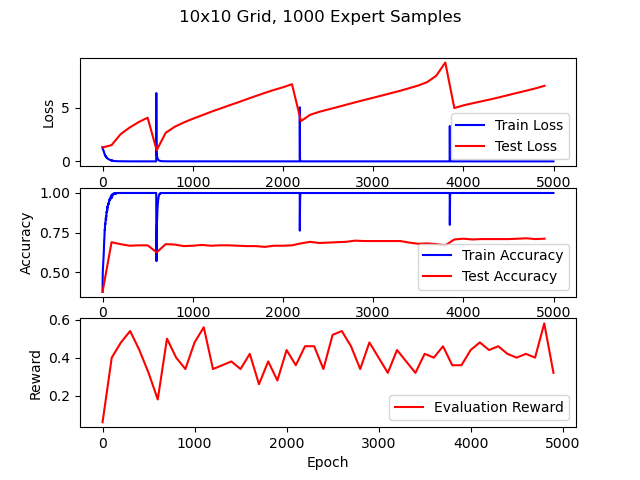 10x10 Grid, 1000 Expert Samples
Loss
5
0
Train Loss
Test Loss
0 1000 2000 3000 4000 5000
Accuracy
1.00
0.75
0.50
Train Accuracy
Test Accuracy
0 1000 2000 3000 4000 5000
Reward
0.6
0.4
0.2
Evaluation Reward
0 1000 2000 3000 4000 5000
Epoch